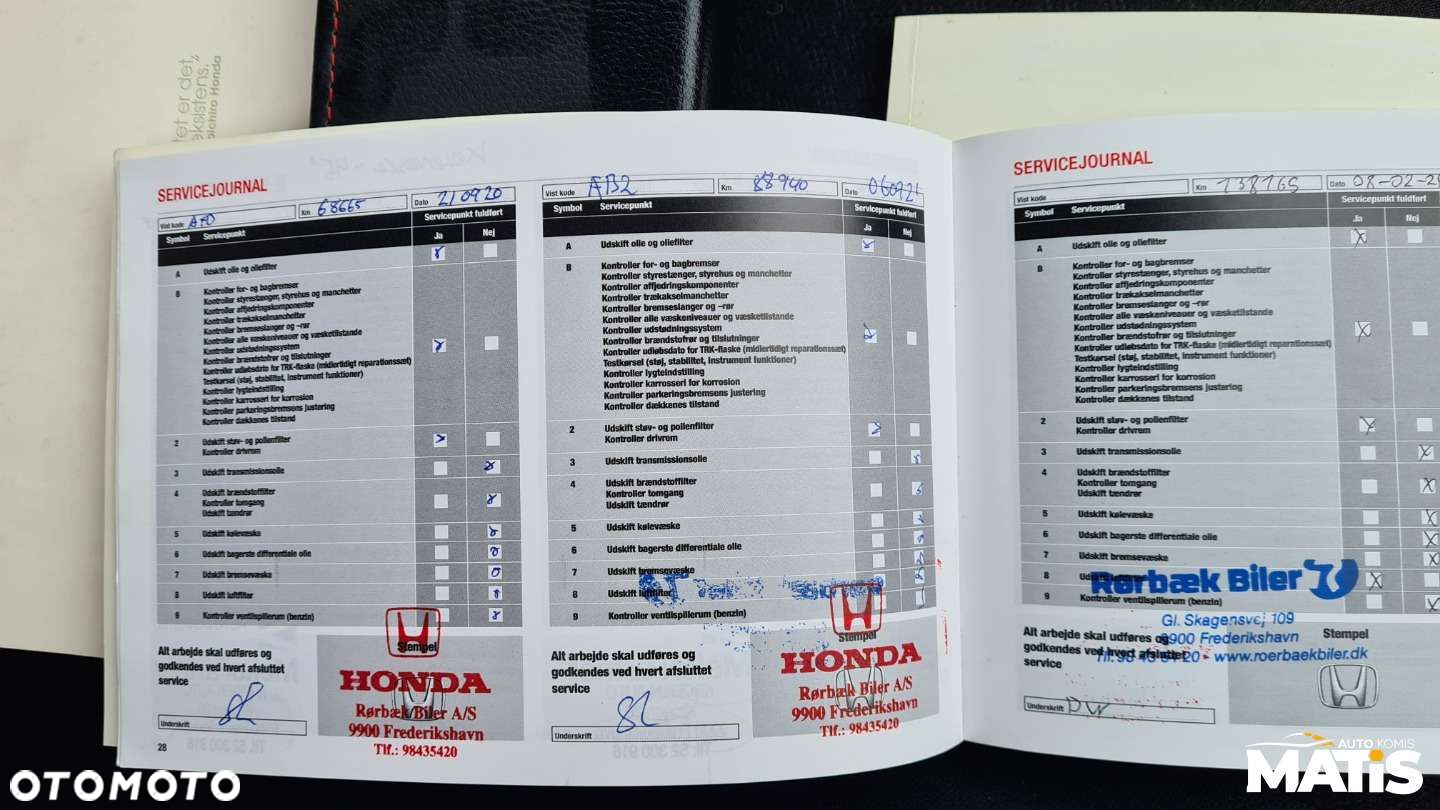 tet er det,
eksistens.
oichiro Honda
SERVICEJOURNAL
Vist kode
Km 68665
Dato 210920
Symbol Servicepunkt Servicepunkt fuldført
Ja Nej
A Udskift olie og oliefilter
B Kontroller for- og bagbremser
Kontroller styrestænger, styrehus og manchetter
Kontroller affjedringskomponenter
Kontroller trækakselmanchetter
Kontroller bremseslanger og –rør
Kontroller alle væskeniveauer og væsketilstande
Kontroller udstødningssystem
Kontroller brændstofrør og tilslutninger
Kontroller udløbsdato for TRK-flaske (midlertidigt reparationssæt)
Testkørsel (støj, stabilitet, instrument funktioner)
Kontroller lygteindstilling
Kontroller karrosseri for korrosion
Kontroller parkeringsbremsens justering
Kontroller dækkenes tilstand
2 Udskift støv- og pollenfilter
Kontroller drivrem
3 Udskift transmissionsolie
4 Udskift brændstoffilter
Kontroller tomgang
Udskift tændrør
5 Udskift kølevæske
6 Udskift bagerste differentiale olie
7 Udskift bremsevæske
8 Udskift luftfilter
9 Kontroller ventilspillerum (benzin)
Alt arbejde skal udføres og
godkendes ved hvert afsluttet
service
Underskrift
Stempel
HONDA
Rørbæk Biler A/S
9900 Frederikshavn
Tlf.: 98435420
28
Vist kode AB2
Km 88940
Dato 060921
Symbol Servicepunkt Servicepunkt fuldført
Ja Nej
A Udskift olie og oliefilter
B Kontroller for- og bagbremser
Kontroller styrestænger, styrehus og manchetter
Kontroller affjedringskomponenter
Kontroller trækakselmanchetter
Kontroller bremseslanger og –rør
Kontroller alle væskeniveauer og væsketilstande
Kontroller udstødningssystem
Kontroller brændstofrør og tilslutninger
Kontroller udløbsdato for TRK-flaske (midlertidigt reparationssæt)
Testkørsel (støj, stabilitet, instrument funktioner)
Kontroller lygteindstilling
Kontroller karrosseri for korrosion
Kontroller parkeringsbremsens justering
Kontroller dækkenes tilstand
2 Udskift støv- og pollenfilter
Kontroller drivrem
3 Udskift transmissionsolie
4 Udskift brændstoffilter
Kontroller tomgang
Udskift tændrør
5 Udskift kølevæske
6 Udskift bagerste differentiale olie
7 Udskift bremsevæske
8 Udskift luftfilter
9 Kontroller ventilspillerum (benzin)
Alt arbejde skal udføres og
godkendes ved hvert afsluttet
service
Underskrift
Stempel
HONDA
Rørbæk Biler A/S
9900 Frederikshavn
Tlf.: 98435420
SERVICEJOURNAL
Vist kode
Km 138165
Dato 08-02-24
Symbol Servicepunkt Servicepunkt fuldført
Ja Nej
A Udskift olie og oliefilter
B Kontroller for- og bagbremser
Kontroller styrestænger, styrehus og manchetter
Kontroller affjedringskomponenter
Kontroller trækakselmanchetter
Kontroller bremseslanger og –rør
Kontroller alle væskeniveauer og væsketilstande
Kontroller udstødningssystem
Kontroller brændstofrør og tilslutninger
Kontroller udløbsdato for TRK-flaske (midlertidigt reparationssæt)
Testkørsel (støj, stabilitet, instrument funktioner)
Kontroller lygteindstilling
Kontroller karrosseri for korrosion
Kontroller parkeringsbremsens justering
Kontroller dækkenes tilstand
2 Udskift støv- og pollenfilter
Kontroller drivrem
3 Udskift transmissionsolie
4 Udskift brændstoffilter
Kontroller tomgang
Udskift tændrør
5 Udskift kølevæske
6 Udskift bagerste differentiale olie
7 Udskift bremsevæske
8
9 Kontroller ventilspillerum (benzin)
Rørbæk Biler
Gl. Skagensvej 109
9900 Frederikshavn
www.roerbaekbiler.dk
Alt arbejde skal udføres og
godkendes ved hvert afsluttet
service
Underskrift
Stempel
OTOMOTO
AUTO KOMIS
MATIS